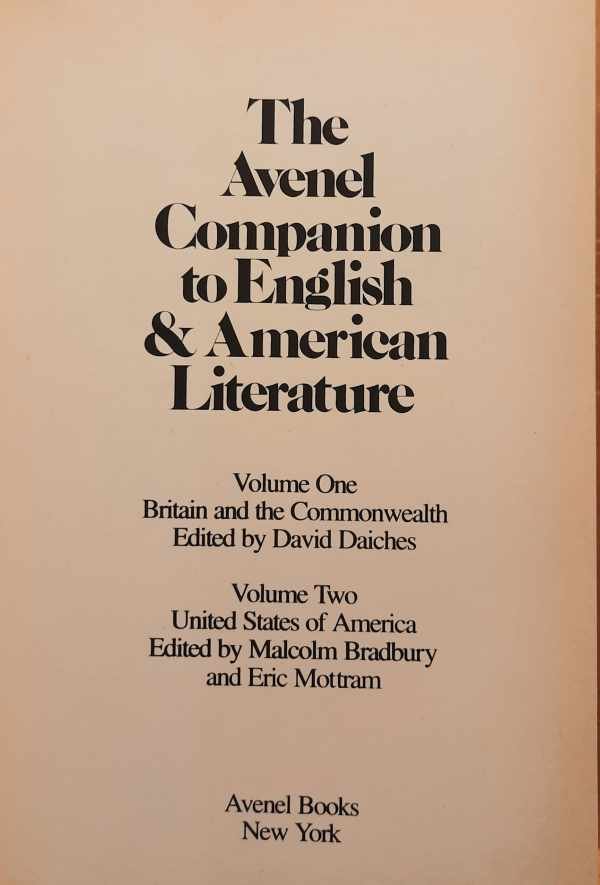 The
Avenel
Companion
to English
& American
Literature
Volume One
Britain and the Commonwealth
Edited by David Daiches
Volume Two
United States of America
Edited by Malcolm Bradbury
and Eric Mottram
Avenel Books
New York